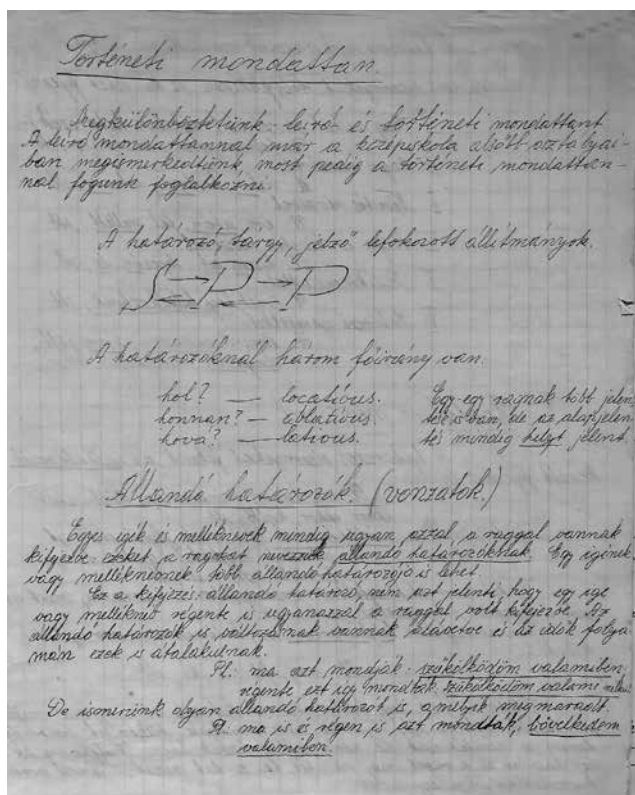 Történeti mondattan.
Megkülönböztetünk leíró és történeti mondattant.
A leíró mondattannal már a középiskola alsóbb osztályai-
ban megismerkedtünk, most pedig a történeti mondattan-
nal fogunk foglalkozni.
A határozó, tárgy, jelző lefokozott állítmányok.
S P P
A határozóknál három főirány van.
hol? — locativus. Egy-egy ragnak több jelen-
honnan? — ablativus. tése is van, de az alapjelen-
hová? — lativus. tés mindig helyt jelent.
Állandó határozók. (vonzatok.)
Egyes igék és melléknevek mindig ugyan azzal a raggal vannak
kifejezve ezeket a ragokat nevezzük állandó határozóknak. Egy igének
vagy melléknévnek több állandó határozója is lehet.
Ez a kifejezés állandó határozó, nem azt jelenti, hogy egy ige
vagy melléknév régente is ugyanazzal a raggal volt kifejezve. Az
állandó határozók is változásnak vannak alávetve és az idők folya-
mán ezek is átalakulnak.
Pl.: ma azt mondják szűkölködöm valamiben
régente ezt így mondták szűkölködöm valami
De ismerünk olyan állandó határozót is, amelyik megmaradt.
Pl. ma is és régen is azt mondták, bővelkedem
valamiben.